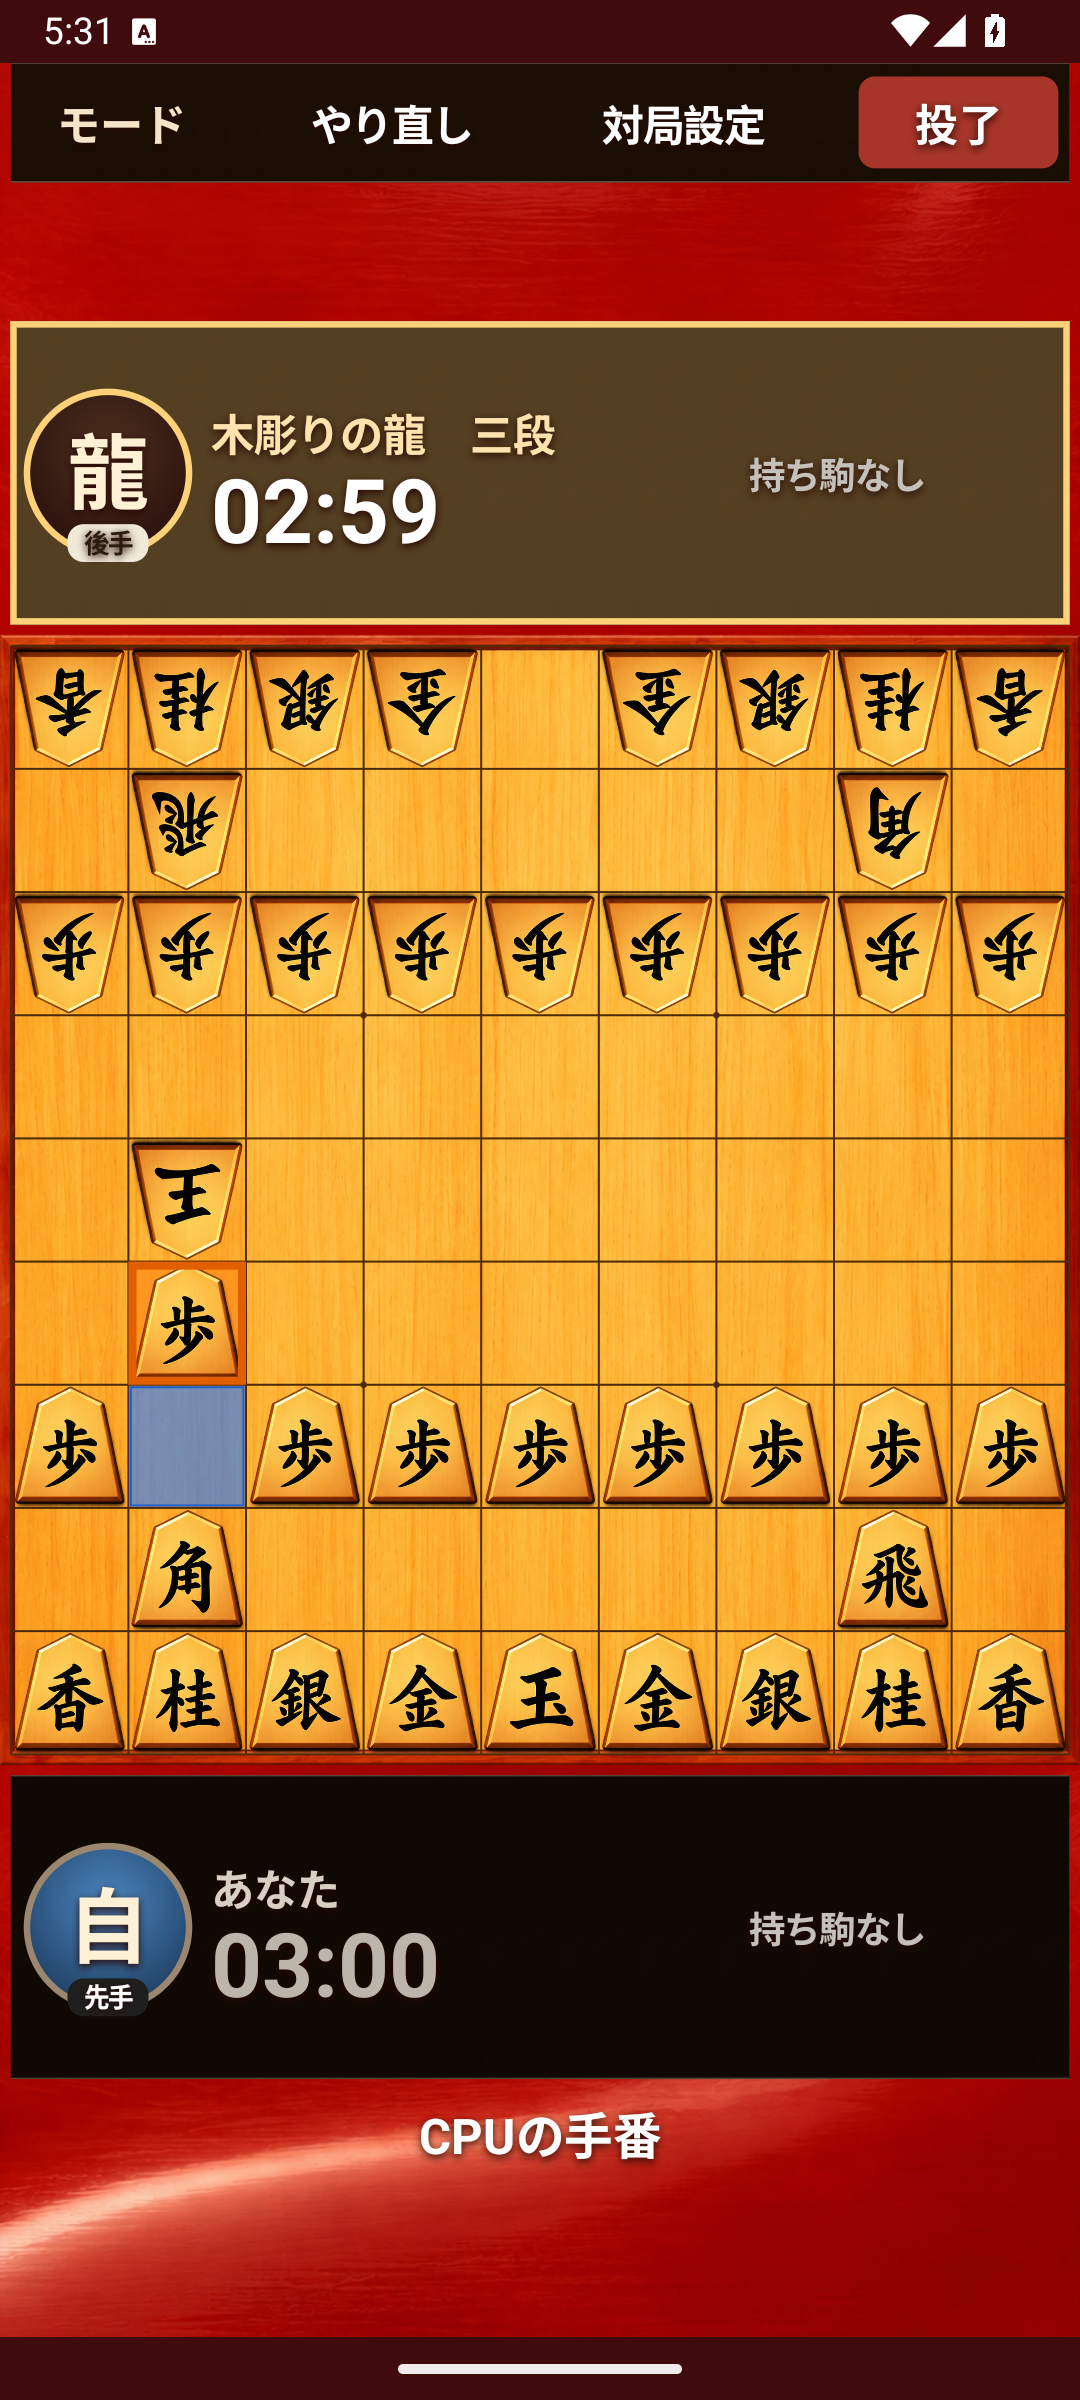 5:31 A
モード やり直し 対局設定 投了
龍
後手
木彫りの龍 三段
02:59
持ち駒なし
香 桂 銀 金 金 銀 桂 香
飛 角
歩 歩 歩 歩 歩 歩 歩 歩 歩
王
歩
歩 歩 歩 歩 歩 歩 歩 歩
角 飛
香 桂 銀 金 玉 金 銀 桂 香
自
先手
あなた
03:00
持ち駒なし
CPUの手番